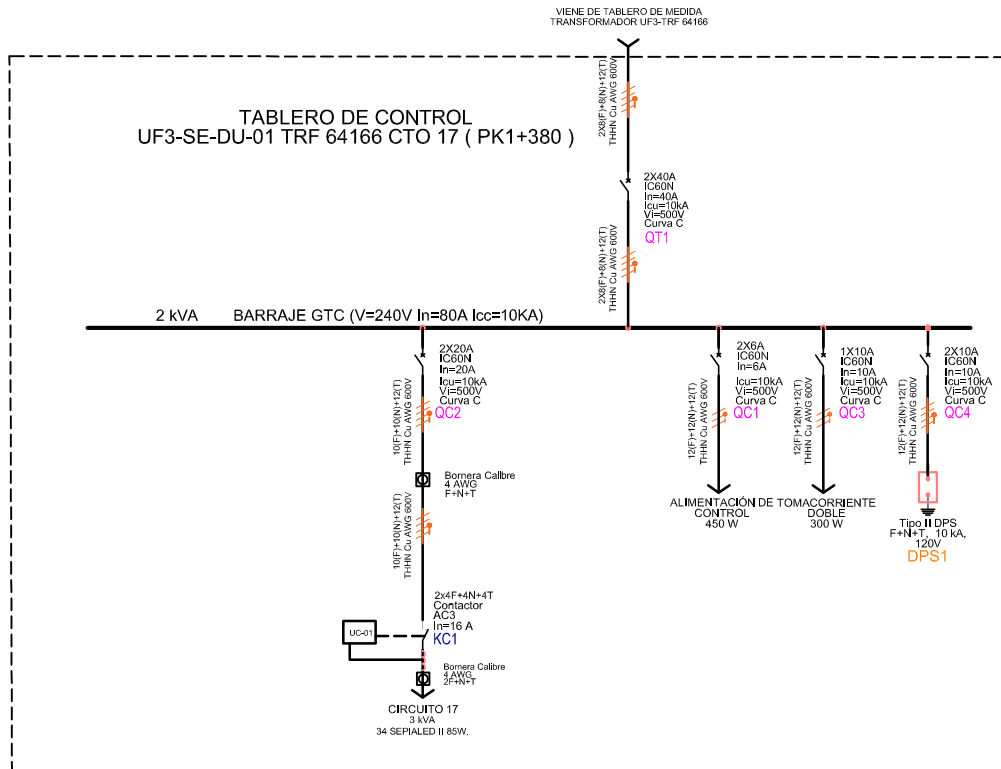 VIENE DE TABLERO DE MEDIDA
TRANSFORMADOR UF3-TRF 64166
TABLERO DE CONTROL
UF3-SE-DU-01 TRF 64166 CTO 17 ( PK1+380 )
2X8(F)+8(N)+12(T)
THHN Cu AWG 600V
2X40A
IC60N
In=40A
Icu=10kA
Vi=500V
Curva C
QT1
2X8(F)+8(N)+12(T)
THHN Cu AWG 600V
2 kVA
BARRAJE GTC (V=240V In=80A Icc=10KA)
2X20A
IC60N
In=20A
Icu=10kA
Vi=500V
Curva C
QC2
10(F)+10(N)+12(T)
THHN Cu AWG 600V
Bornera Calibre
4 AWG
F+N+T
10(F)+10(N)+12(T)
THHN Cu AWG 600V
2x4F+4N+4T
Contactor
AC3
In=16 A
KC1
UC-01
Bornera Calibre
4 AWG
2F+N+T
CIRCUITO 17
3 kVA
34 SEPIALED II 85W.
2X6A
IC60N
In=6A
Icu=10kA
Vi=500V
Curva C
QC1
12(F)+12(N)+12(T)
THHN Cu AWG 600V
ALIMENTACIÓN DE
CONTROL
450 W
1X10A
IC60N
In=10A
Icu=10kA
Vi=500V
Curva C
QC3
12(F)+12(N)+12(T)
THHN Cu AWG 600V
TOMACORRIENTE
DOBLE
300 W
2X10A
IC60N
In=10A
Icu=10kA
Vi=500V
Curva C
QC4
12(F)+12(N)+12(T)
THHN Cu AWG 600V
Tipo II DPS
F+N+T, 10 kA,
120V
DPS1